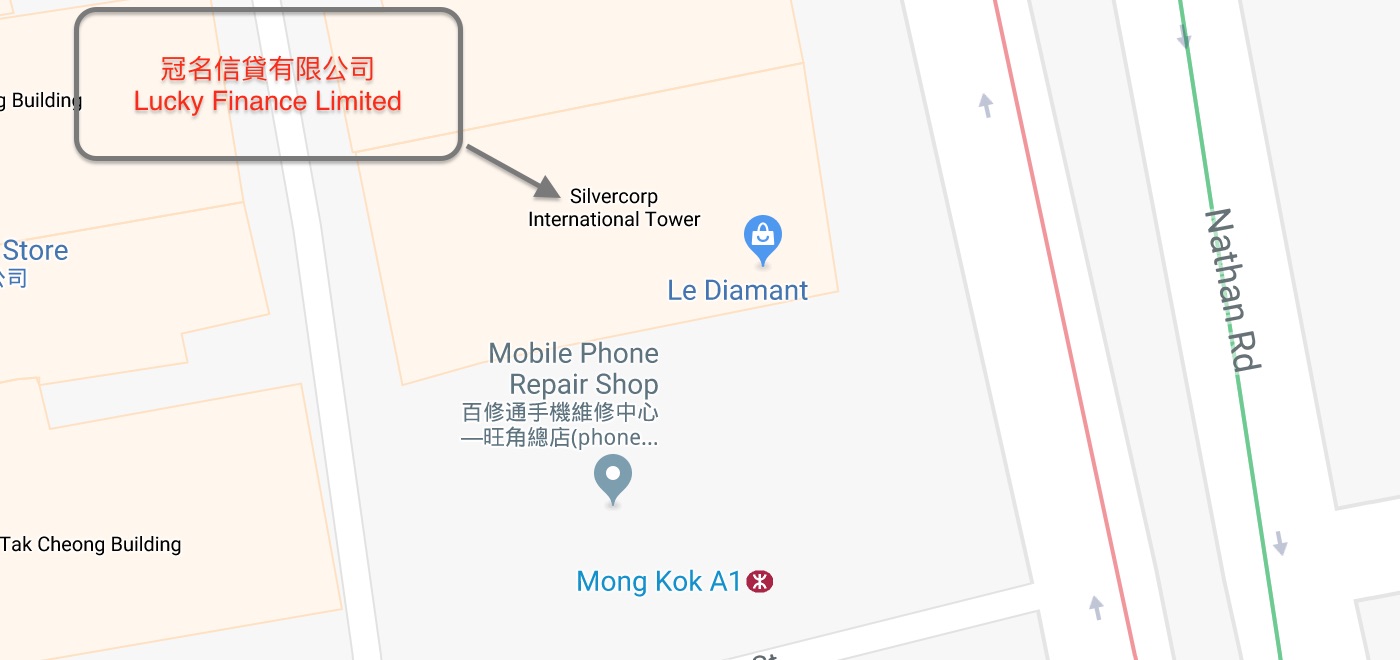 冠名信貸有限公司
Lucky Finance Limited
g Building
Silvercorp
International Tower
Store
公司
Le Diamant
Nathan Rd
Mobile Phone
Repair Shop
百修通手機維修中心
—旺角總店(phone...
Tak Cheong Building
Mong Kok A1
St